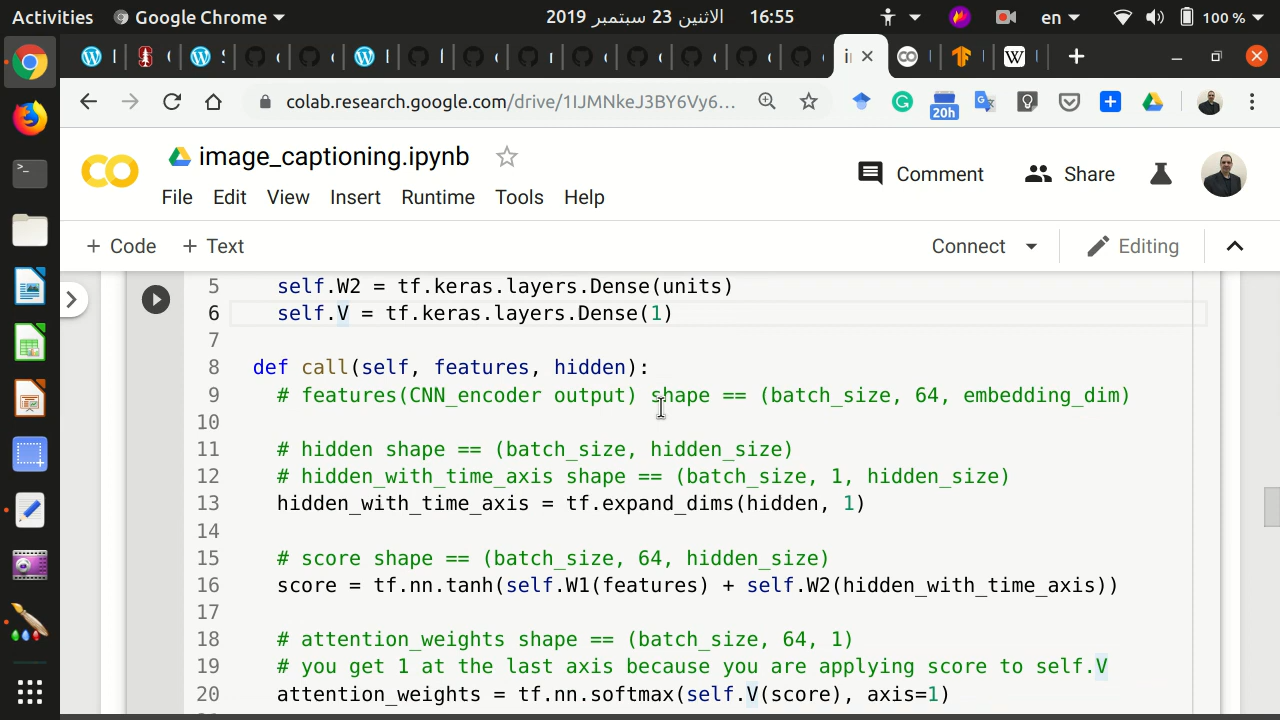 Activities Google Chrome 2019 الاثنين 23 سبتمبر 16:55 en 100 %
colab.research.google.com/drive/1IJMNkeJ3BY6Vy6... 20h
image_captioning.ipynb
Comment Share
File Edit View Insert Runtime Tools Help
+ Code + Text Connect Editing
5 self.W2 = tf.keras.layers.Dense(units)
6 self.V = tf.keras.layers.Dense(1)
7
8 def call(self, features, hidden):
9 # features(CNN_encoder output) shape == (batch_size, 64, embedding_dim)
10
11 # hidden shape == (batch_size, hidden_size)
12 # hidden_with_time_axis shape == (batch_size, 1, hidden_size)
13 hidden_with_time_axis = tf.expand_dims(hidden, 1)
14
15 # score shape == (batch_size, 64, hidden_size)
16 score = tf.nn.tanh(self.W1(features) + self.W2(hidden_with_time_axis))
17
18 # attention_weights shape == (batch_size, 64, 1)
19 # you get 1 at the last axis because you are applying score to self.V
20 attention_weights = tf.nn.softmax(self.V(score), axis=1)